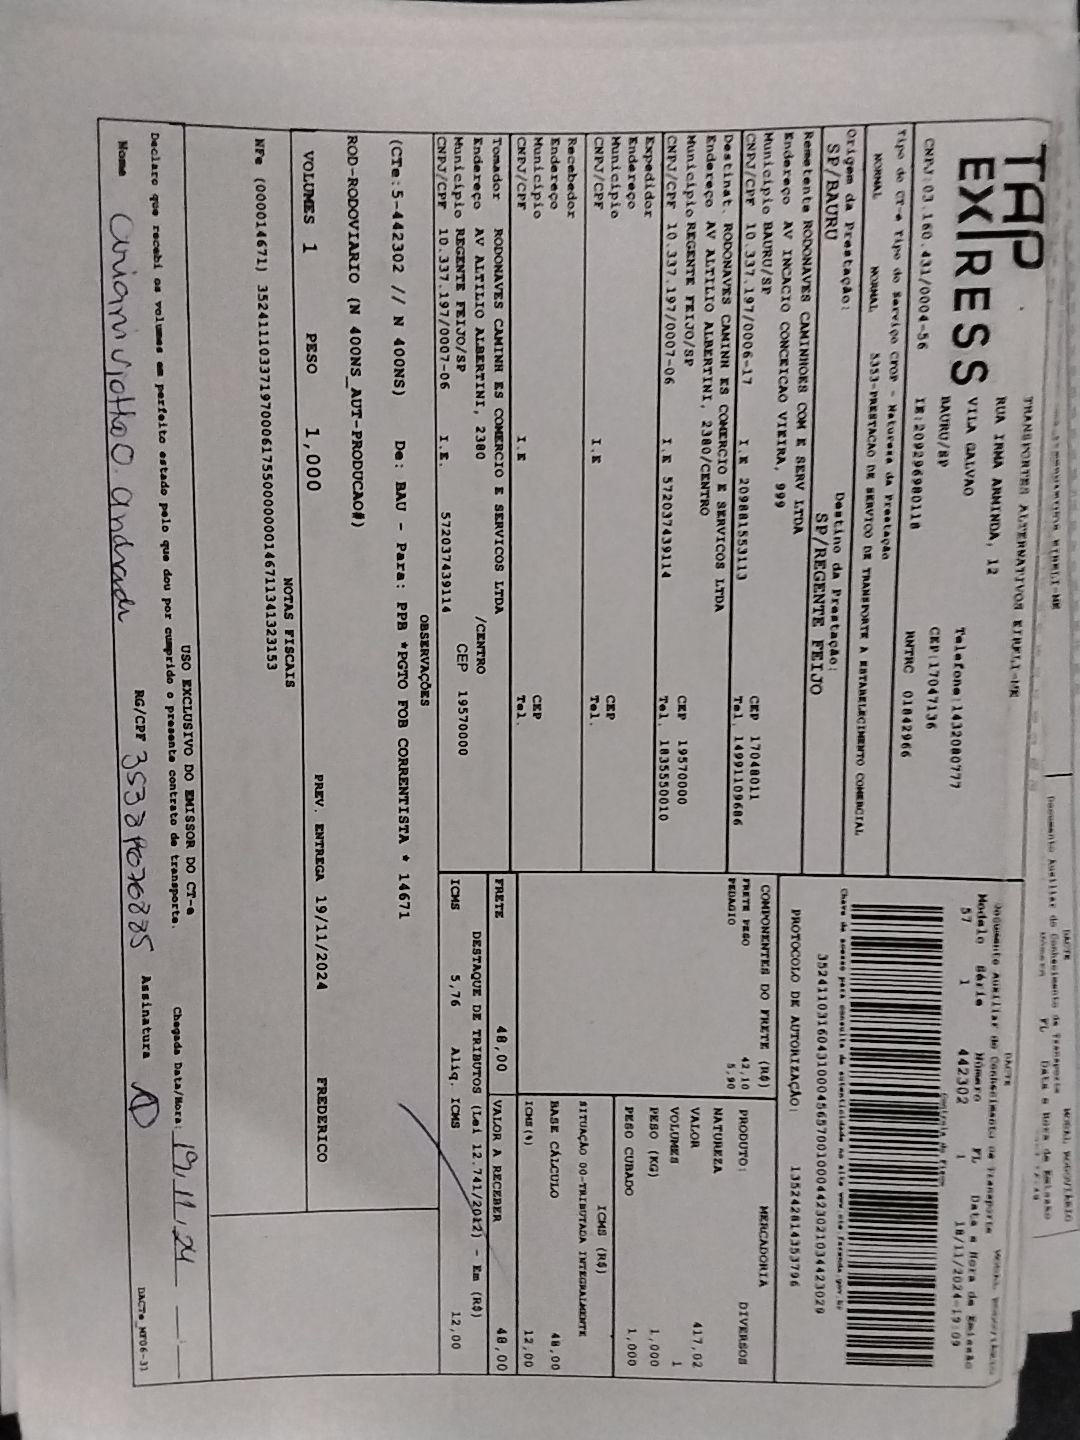 TAP EXPRESS
TRANSPORTES ALTERNATIVOS EIRELI-ME
RUA IRMA ARMINDA, 12
VILA GALVAO
BAURU/SP
Telefone:1432080777
CEP:17047136
CNPJ:03.160.431/0004-56 IE:209296980118 RNTRC 01842966
DACTE
Documento Auxiliar do Conhecimento de Transporte
Modelo Série Número FL Data e Hora de Emissão
57 1 442302 1 18/11/2024-19:09
Controle do Fisco
Tipo do CT-e Tipo do Serviço CFOP - Natureza da Prestação
NORMAL NORMAL 5353-PRESTACAO DE SERVICO DE TRANSPORTE A ESTABELECIMENTO COMERCIAL
Chave de acesso para consulta de autenticidade no site www.cte.fazenda.gov.br
PROTOCOLO DE AUTORIZAÇÃO: 135242814353796
Origem da Prestação: Destino da Prestação:
SP/BAURU SP/REGENTE FEIJO
Remetente RODONAVES CAMINHOES COM E SERV LTDA
Endereço AV INCACIO CONCEICAO VIEIRA, 999
Município BAURU/SP CEP 17048011
CNPJ/CPF 10.337.197/0006-17 I.E 209881553113 Tel. 14991109686
Destinat. RODONAVES CAMINH ES COMERCIO E SERVICOS LTDA
Endereço AV ALTILIO ALBERTINI, 2380/CENTRO
Município REGENTE FEIJO/SP CEP 19570000
CNPJ/CPF 10.337.197/0007-06 I.E 572037439114 Tel. 1835550010
Expedidor
Endereço
Município CEP
CNPJ/CPF I.E Tel.
Recebedor
Endereço
Município CEP
CNPJ/CPF I.E Tel.
Tomador RODONAVES CAMINH ES COMERCIO E SERVICOS LTDA
Endereço AV ALTILIO ALBERTINI, 2380 /CENTRO
Município REGENTE FEIJO/SP CEP 19570000
CNPJ/CPF 10.337.197/0007-06 I.E. 572037439114
COMPONENTES DO FRETE (R$)
FRETE PESO 42,10
PEDAGIO 5,90
MERCADORIA
PRODUTO: DIVERSOS
NATUREZA
VALOR 417,02
VOLUMES 1
PESO (KG) 1,000
PESO CUBADO 1,000
ICMS (R$)
SITUAÇÃO 00-TRIBUTADA INTEGRALMENTE
BASE CÁLCULO 48,00
ICMS(%) 12,00
FRETE 48,00 VALOR A RECEBER 48,00
DESTAQUE DE TRIBUTOS (Lei 12.741/2012) - Em (R$)
ICMS 5,76 Aliq. ICMS 12,00
OBSERVAÇÕES
(CTe:5-442302 // N 400NS) De: BAU - Para: PPB *PGTO FOB CORRENTISTA * 14671
ROD-RODOVIARIO (N 400NS_AUT-PRODUCAO#)
VOLUMES 1 PESO 1,000 PREV. ENTREGA 19/11/2024 FREDERICO
NOTAS FISCAIS
NFe (000014671) 35241110337197000617550000000146711341323153
USO EXCLUSIVO DO EMISSOR DO CT-e
Declaro que recebi os volumes em perfeito estado pelo que dou por cumprido o presente contrato de transporte. Chegada Data/Hora: 19,11,24
Nome RG/CPF Assinatura
DACTe_MF06-31